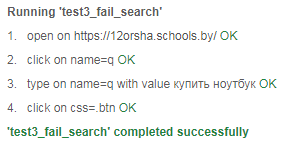 Running 'test3_fail_search'
1. open on https://12orsha.schools.by/ OK
2. click on name=q OK
3. type on name=q with value купить ноутбук OK
4. click on css=.btn OK
'test3_fail_search' completed successfully